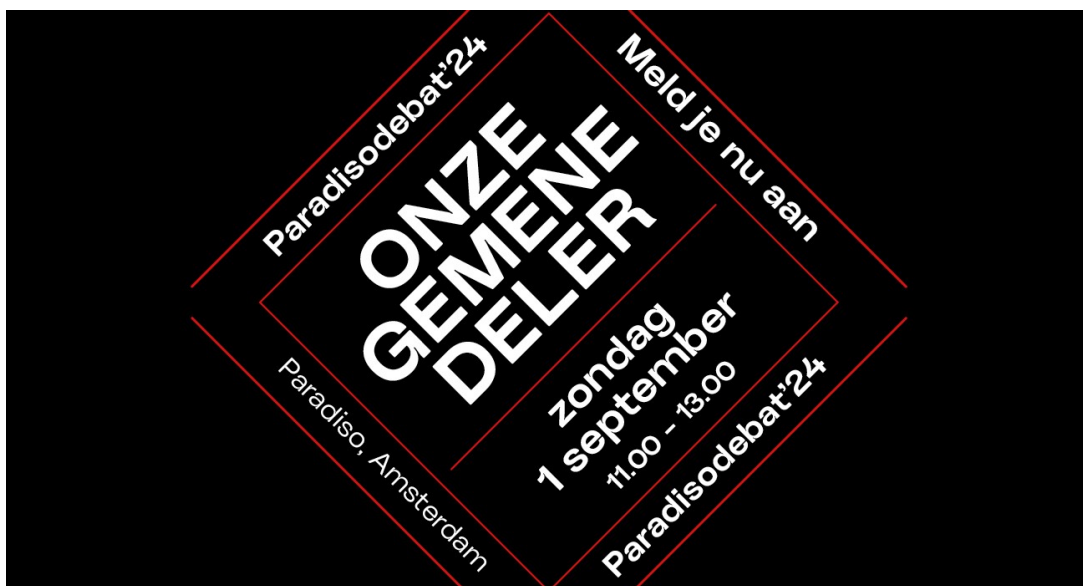 Paradisodebat’24
Meld je nu aan
ONZE
GEMENE
DELER
zondag
1 september
11.00 - 13.00
Paradiso, Amsterdam
Paradisodebat’24